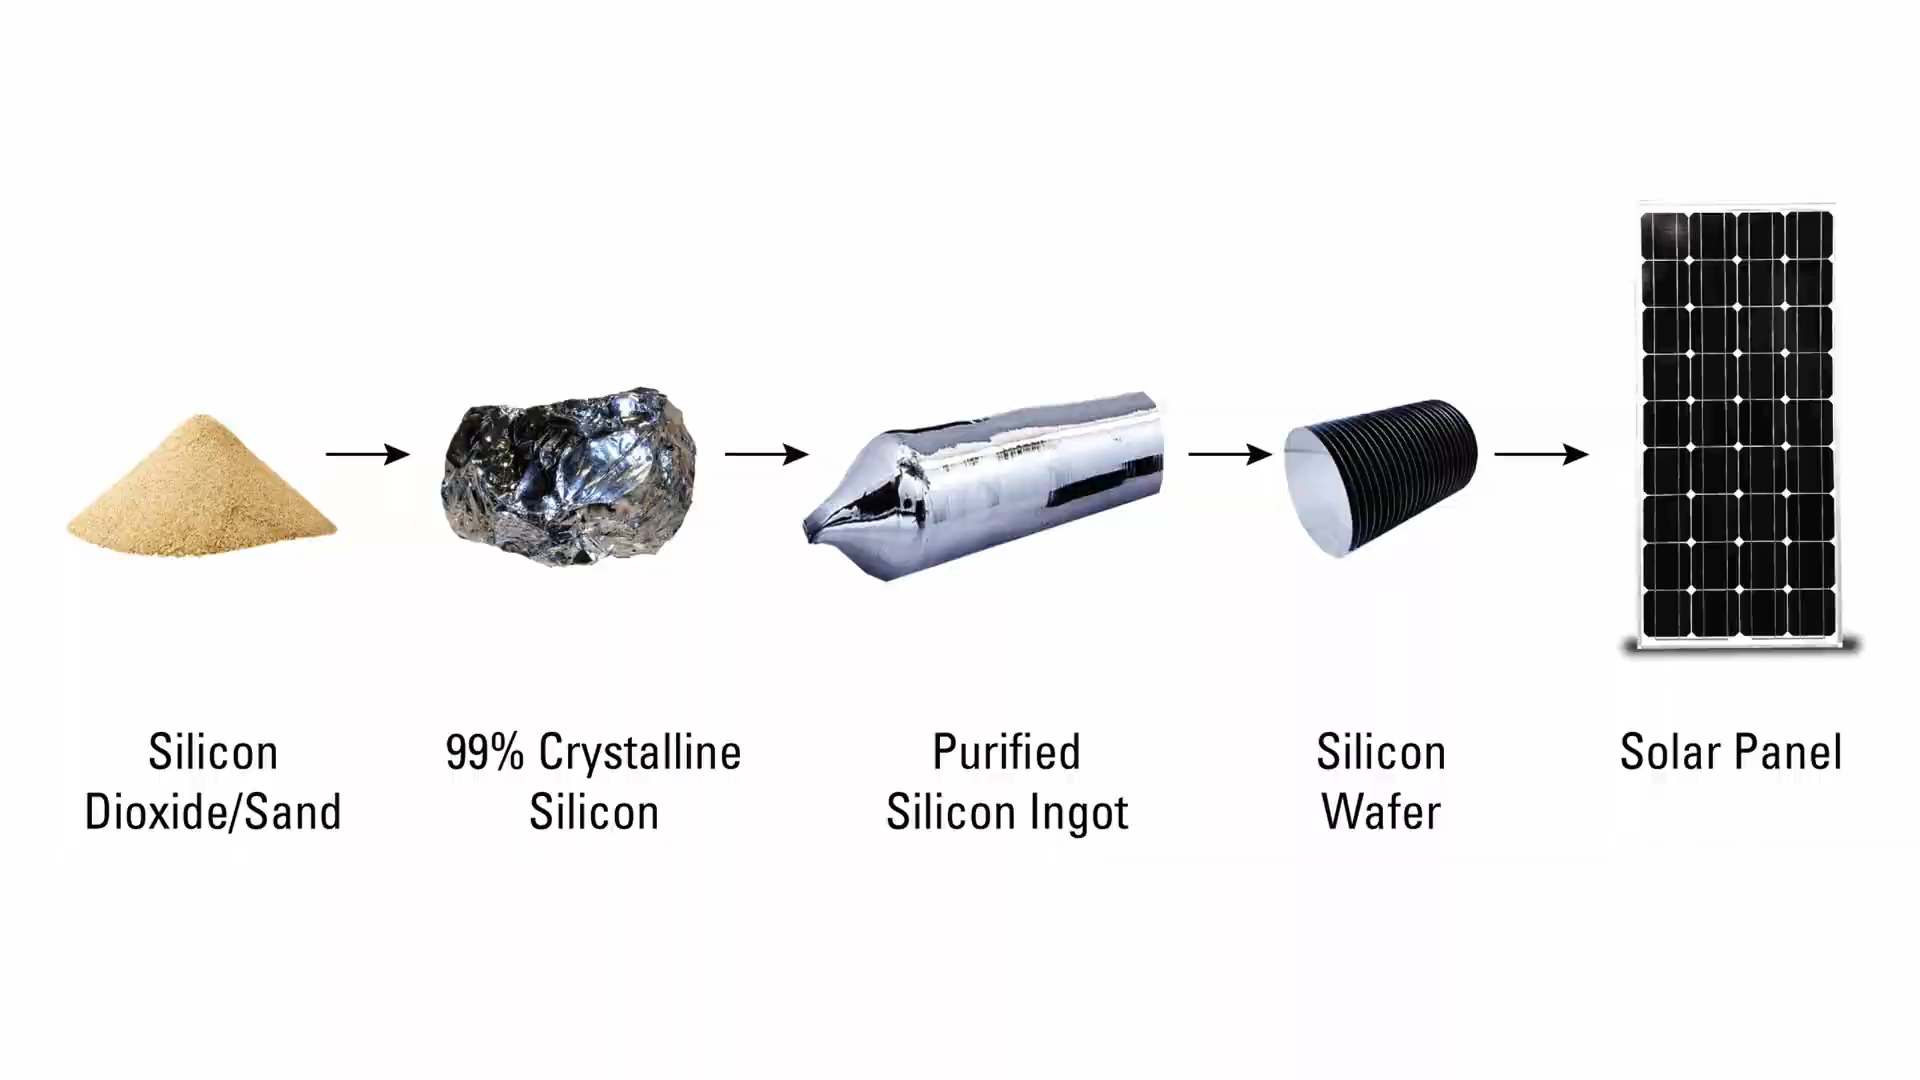 Silicon
Dioxide/Sand
99% Crystalline
Silicon
Purified
Silicon Ingot
Silicon
Wafer
Solar Panel